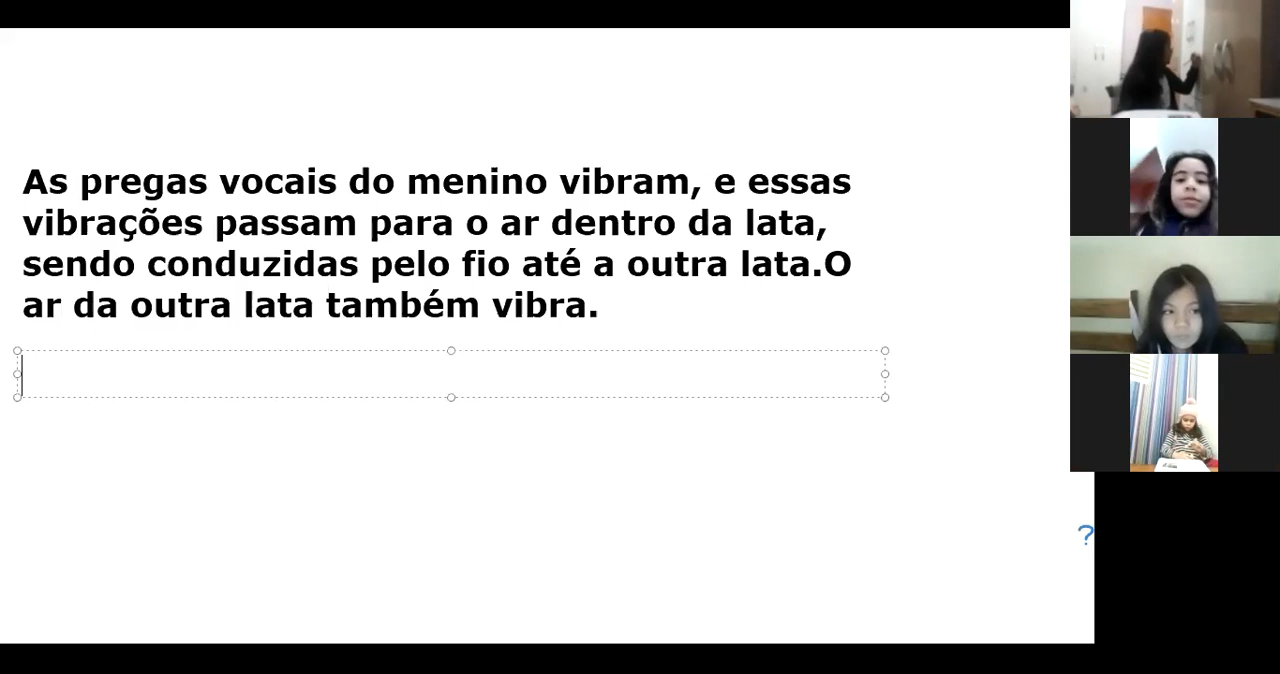 As pregas vocais do menino vibram, e essas
vibrações passam para o ar dentro da lata,
sendo conduzidas pelo fio até a outra lata.O
ar da outra lata também vibra.
?